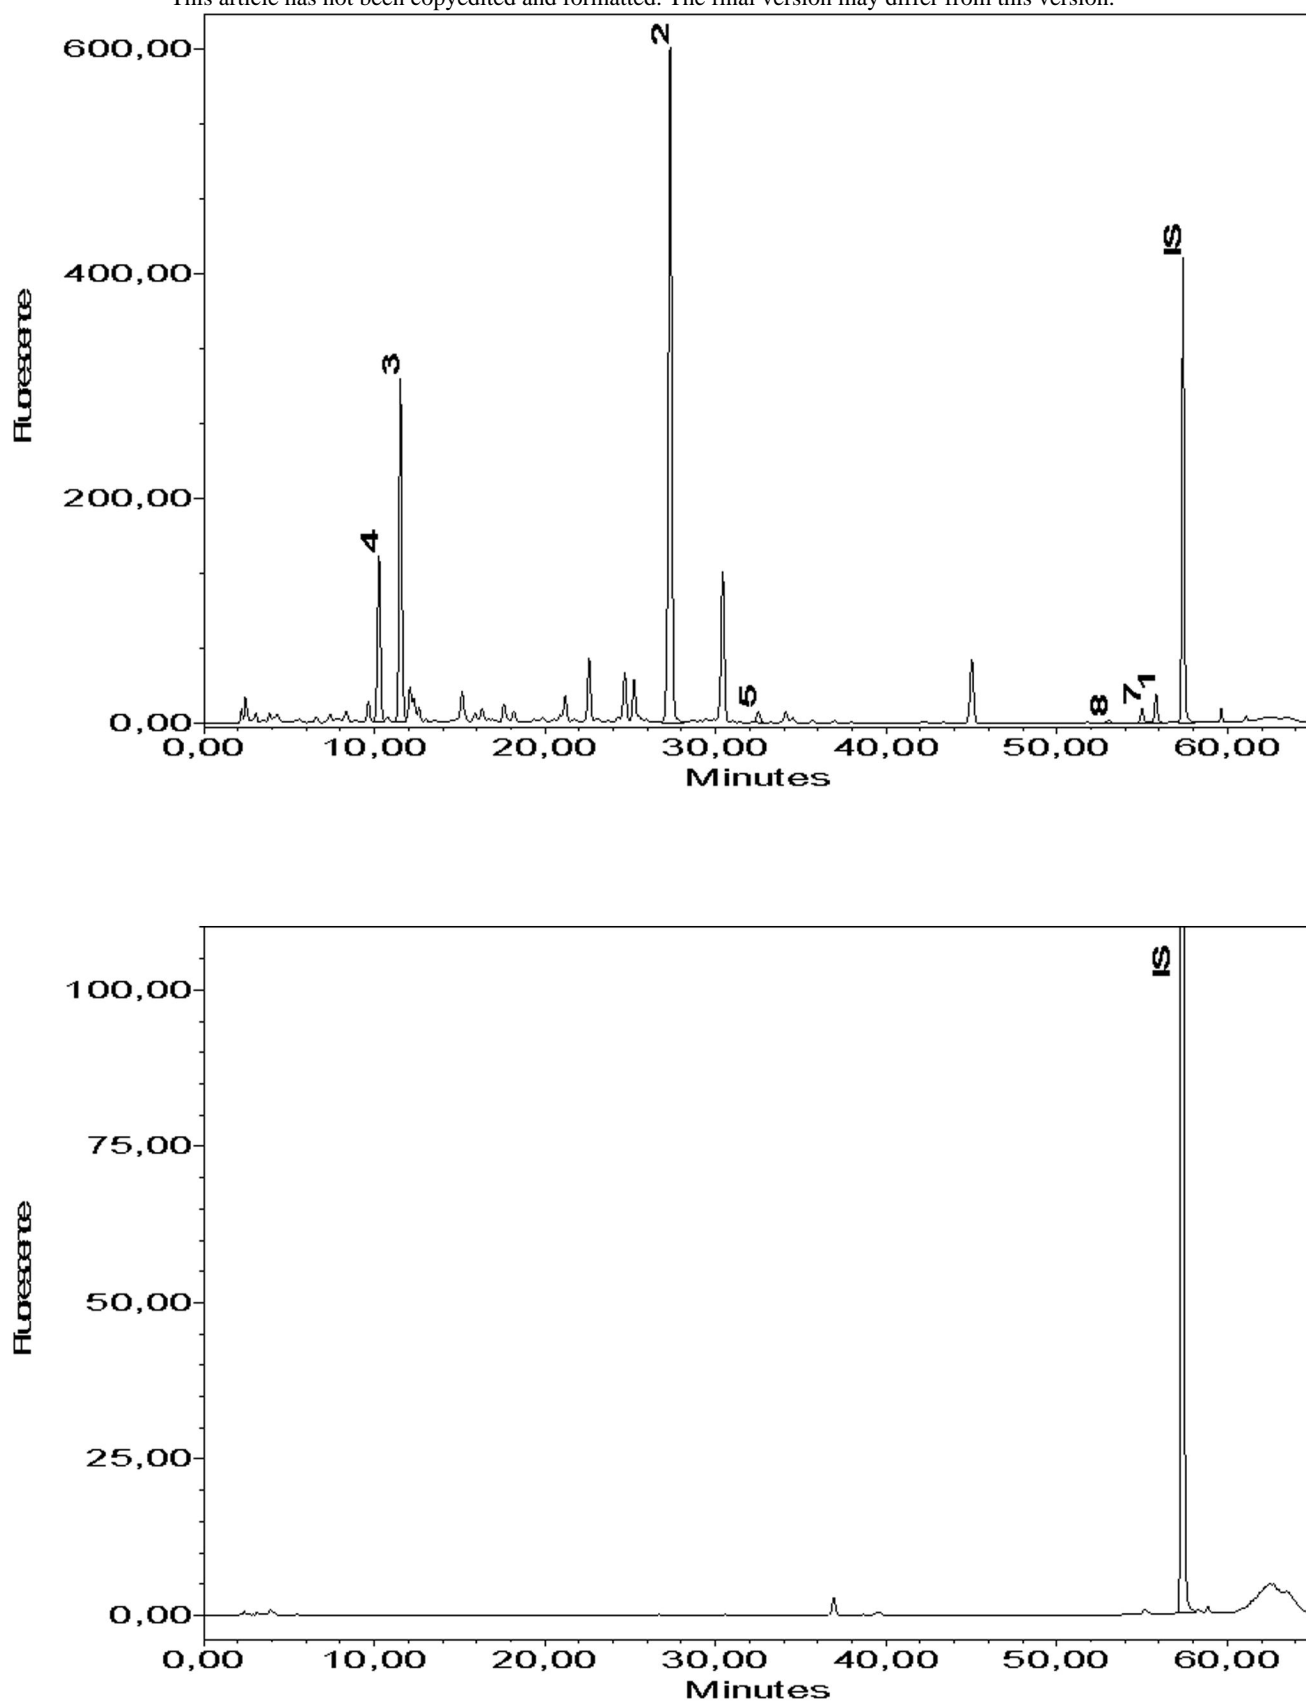 This article has not been copyedited and formatted. The final version may differ from this version.
600,00
2
400,00
IS
Fluorescence
3
200,00
4
5
8
7
1
0,00
0,00 10,00 20,00 30,00 40,00 50,00 60,00
Minutes
IS
100,00
75,00
Fluorescence
50,00
25,00
0,00
0,00 10,00 20,00 30,00 40,00 50,00 60,00
Minutes